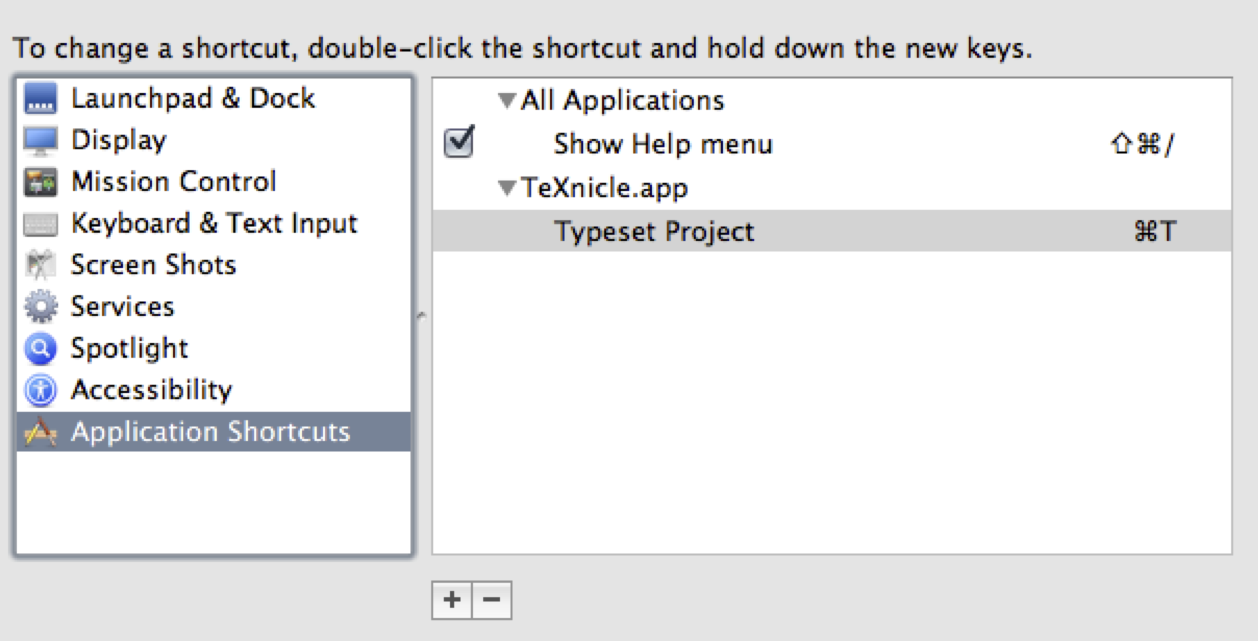 To change a shortcut, double-click the shortcut and hold down the new keys.
Launchpad & Dock
Display
Mission Control
Keyboard & Text Input
Screen Shots
Services
Spotlight
Accessibility
Application Shortcuts
▼All Applications
Show Help menu ⇧⌘/
▼TeXnicle.app
Typeset Project ⌘T
+ −